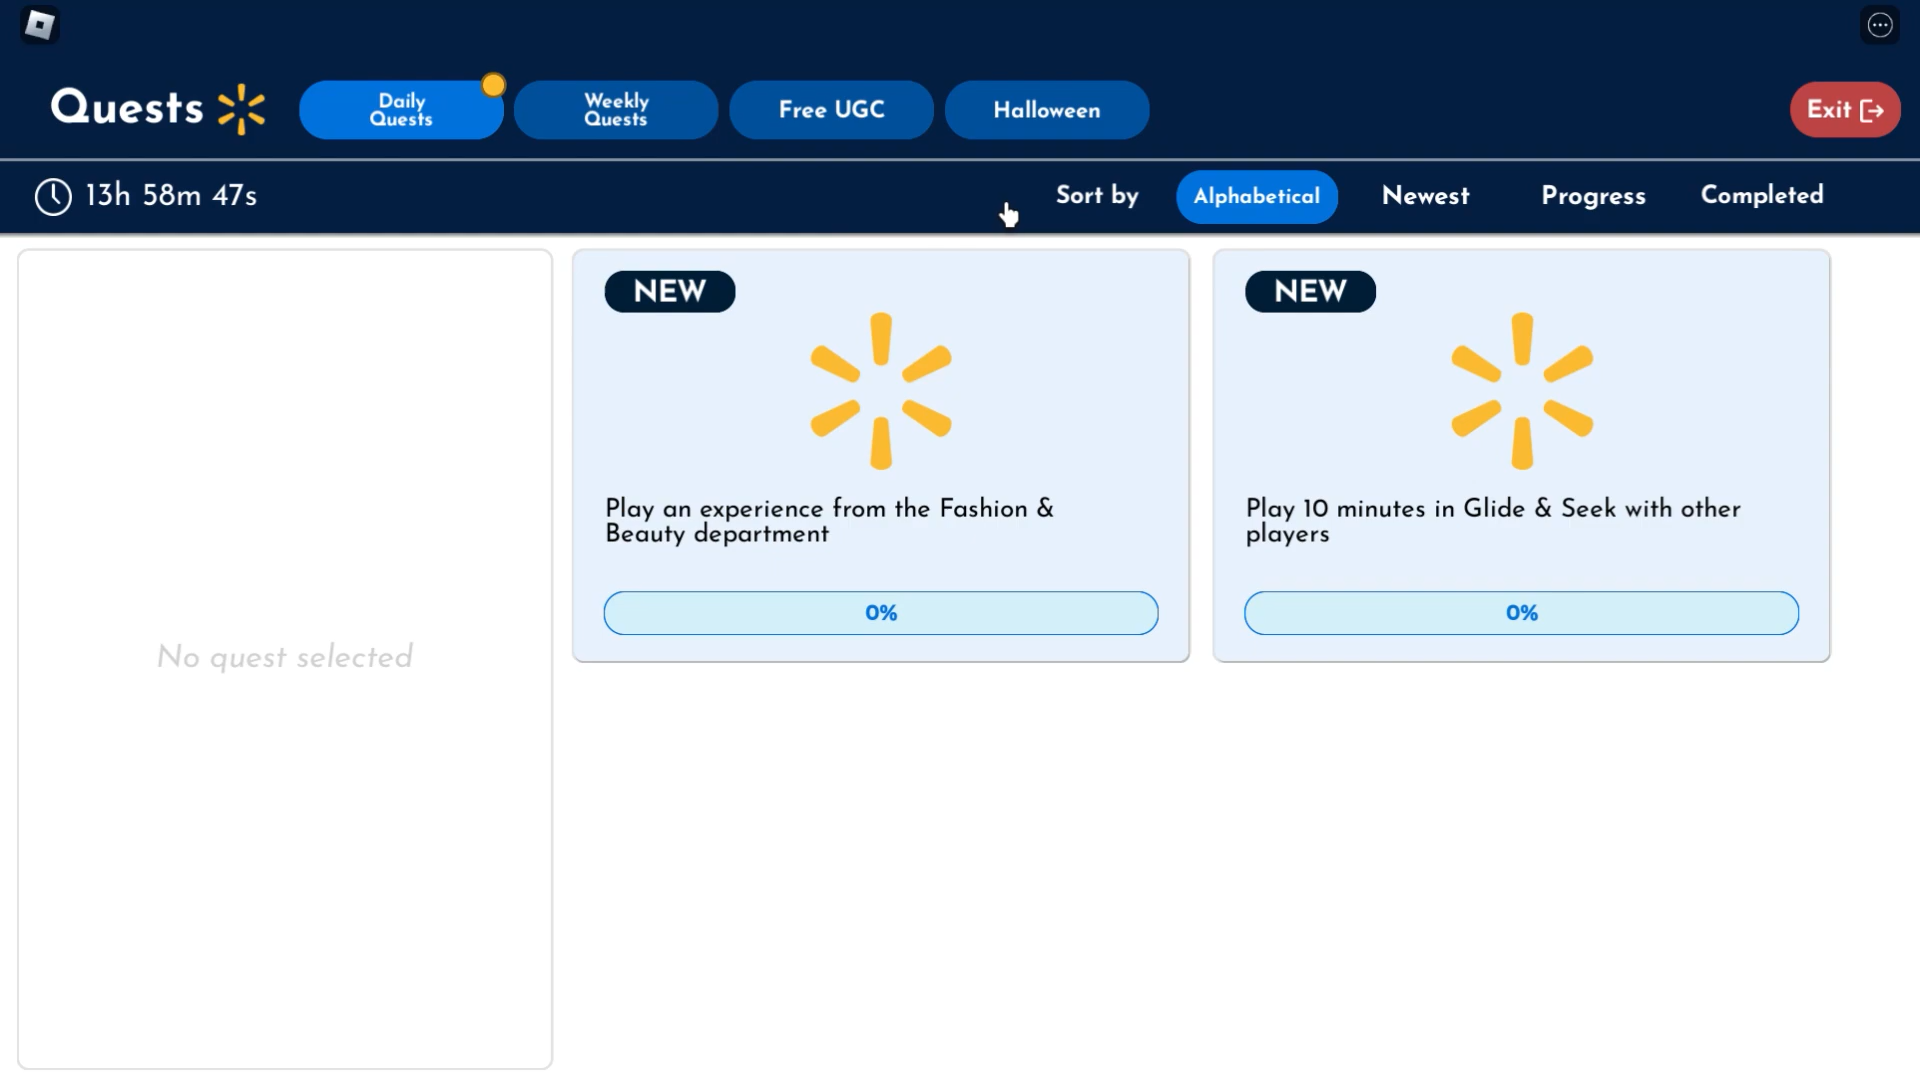 Quests
Daily
Quests
Weekly
Quests
Free UGC
Halloween
Exit
13h 58m 47s
Sort by
Alphabetical
Newest
Progress
Completed
No quest selected
NEW
Play an experience from the Fashion &
Beauty department
0%
NEW
Play 10 minutes in Glide & Seek with other
players
0%